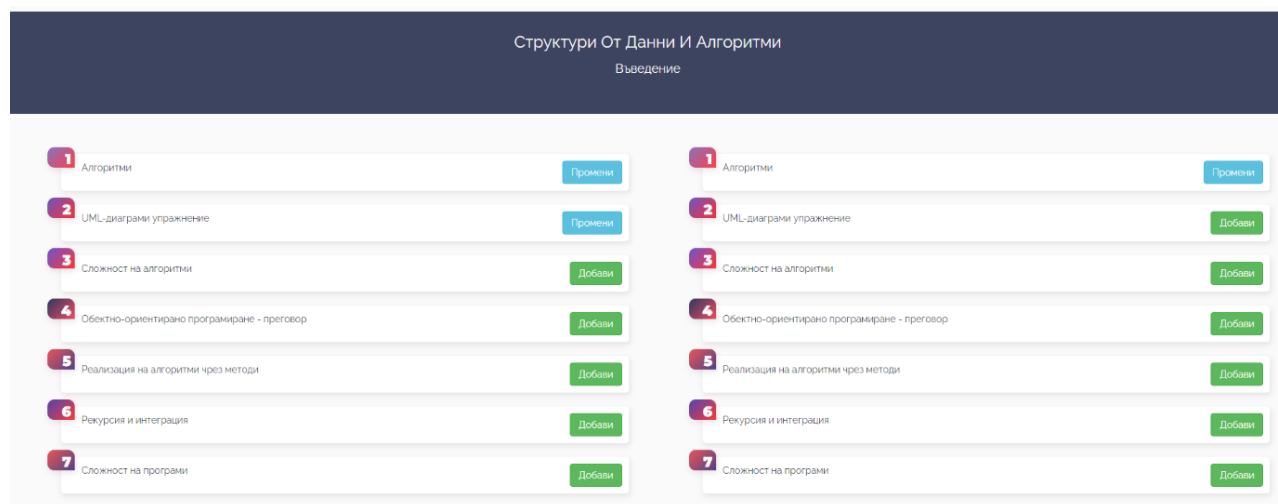 Структури От Данни И Алгоритми
Въведение
1 Алгоритми Промени
2 UML-диаграми упражнение Промени
3 Сложност на алгоритми Добави
4 Обектно-ориентирано програмиране - преговор Добави
5 Реализация на алгоритми чрез методи Добави
6 Рекурсия и интеграция Добави
7 Сложност на програми Добави
1 Алгоритми Промени
2 UML-диаграми упражнение Добави
3 Сложност на алгоритми Добави
4 Обектно-ориентирано програмиране - преговор Добави
5 Реализация на алгоритми чрез методи Добави
6 Рекурсия и интеграция Добави
7 Сложност на програми Добави